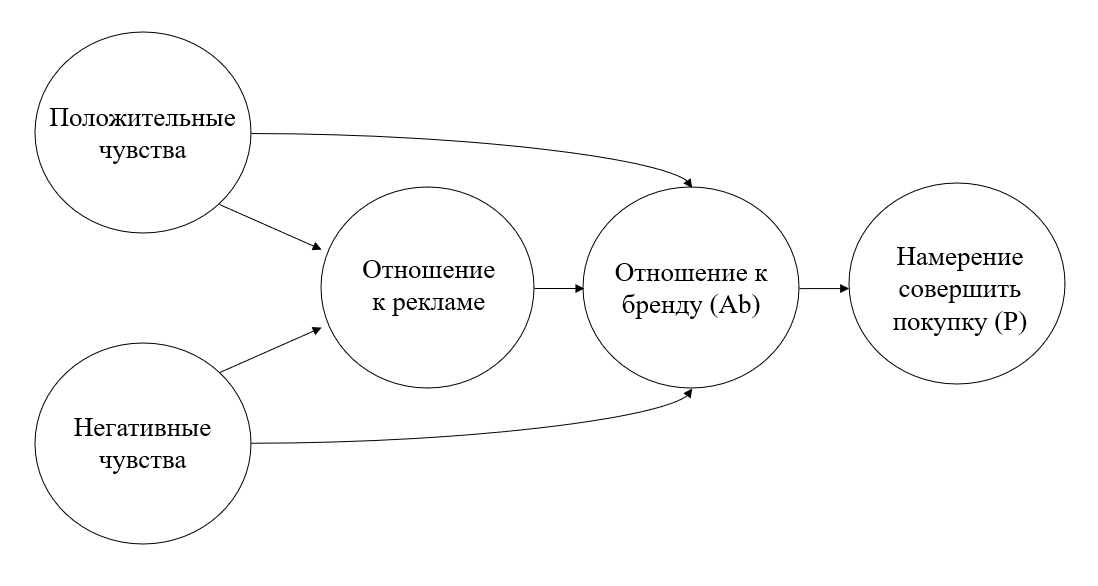 Положительные
чувства
Отношение
к рекламе
Отношение к
бренду (Ab)
Намерение
совершить
покупку (P)
Негативные
чувства